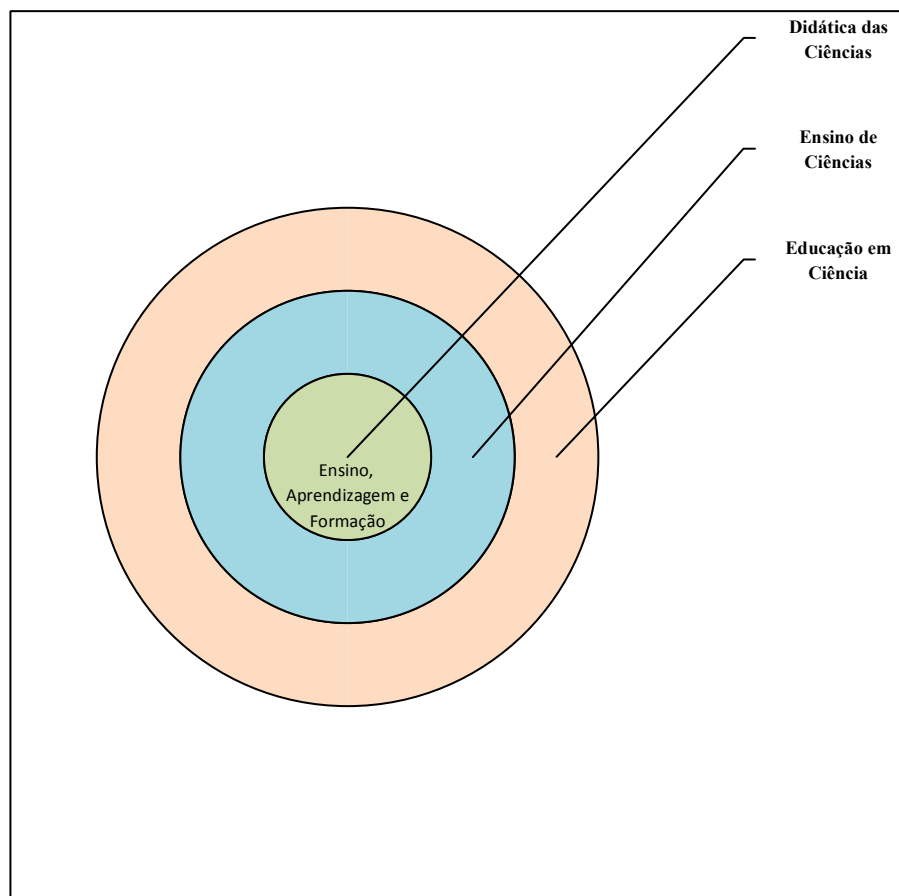 Didática das
Ciências
Ensino de
Ciências
Educação em
Ciência
Ensino,
Aprendizagem e
Formação